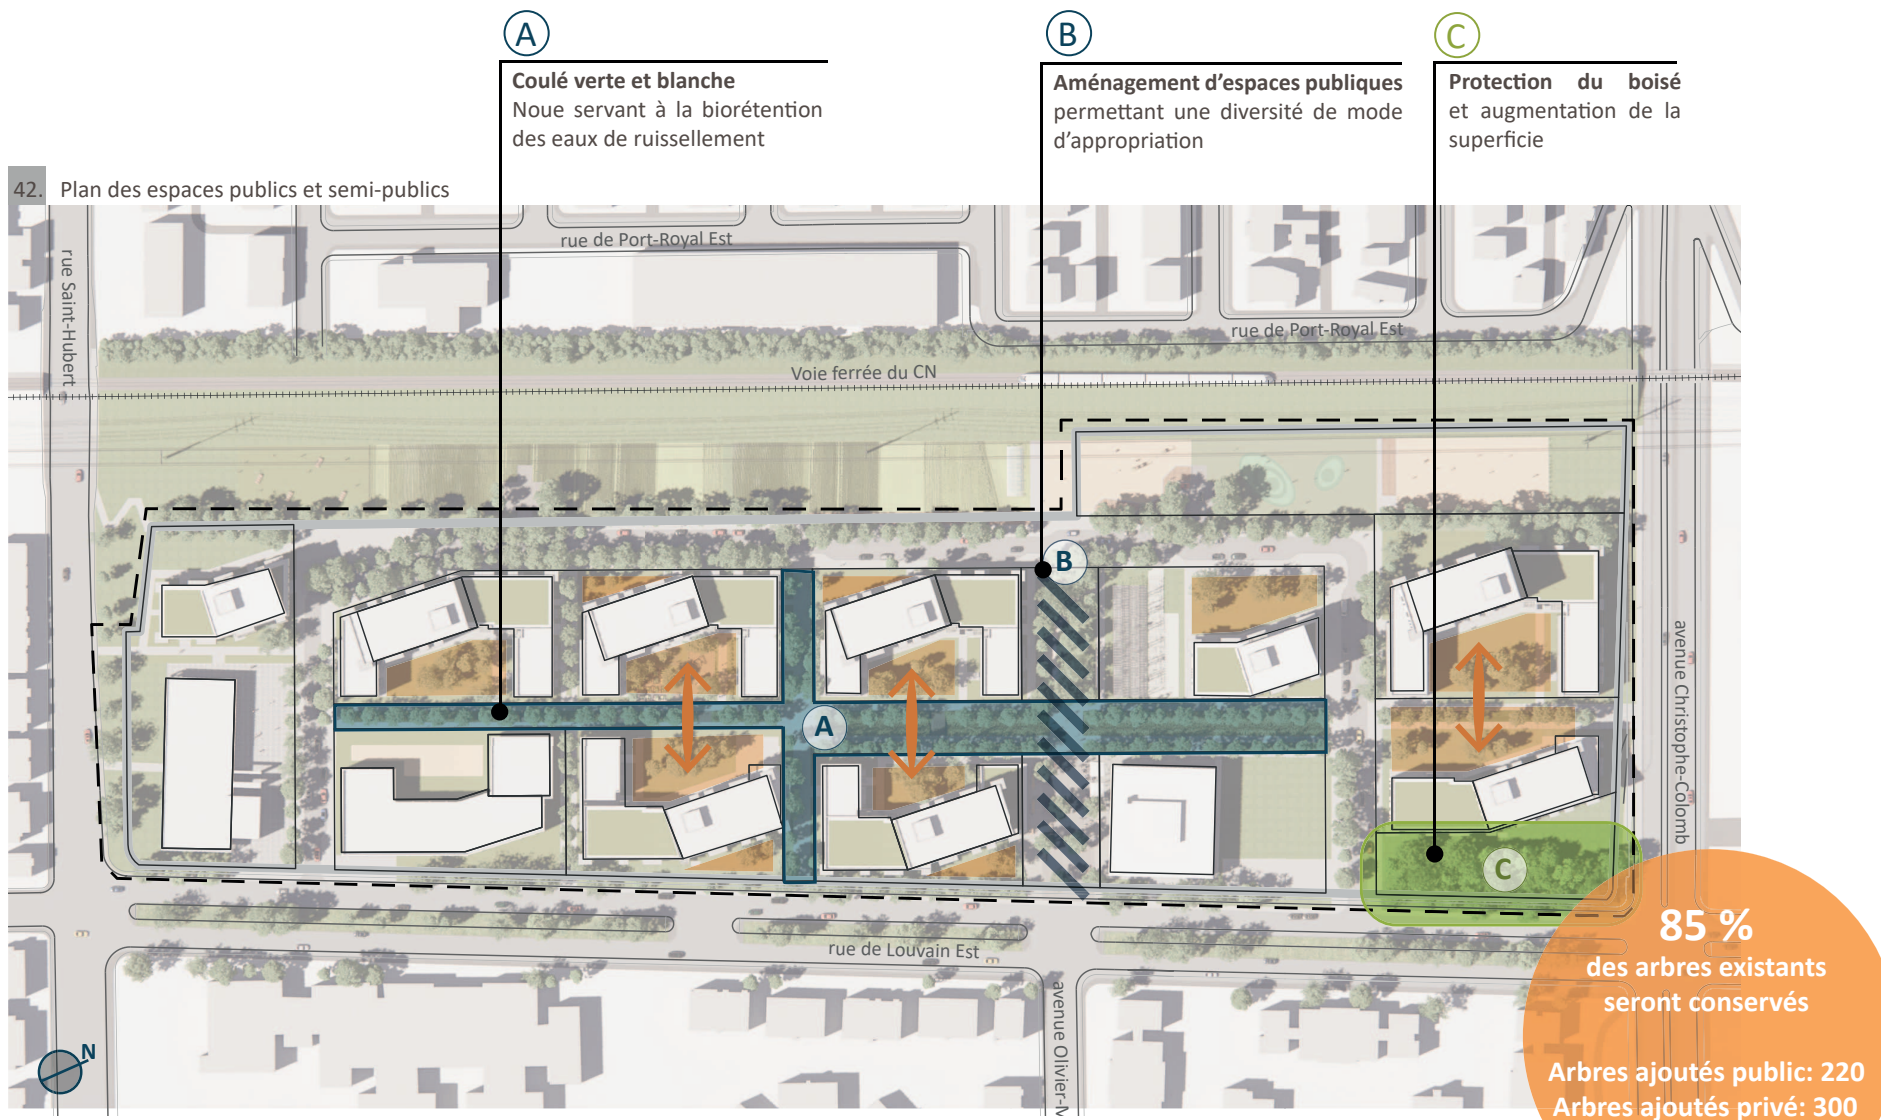 A
Coulé verte et blanche
Noue servant à la biorétention
des eaux de ruissellement
B
Aménagement d'espaces publiques
permettant une diversité de mode
d'appropriation
C
Protection du boisé
et augmentation de la
superficie
42. Plan des espaces publics et semi-publics
rue Saint-Hubert
rue de Port-Royal Est
rue de Port-Royal Est
Voie ferrée du CN
B
A
C
avenue Christophe-Colomb
rue de Louvain Est
avenue Olivier-M
N
85 %
des arbres existants
seront conservés
Arbres ajoutés public: 220
Arbres ajoutés privé: 300